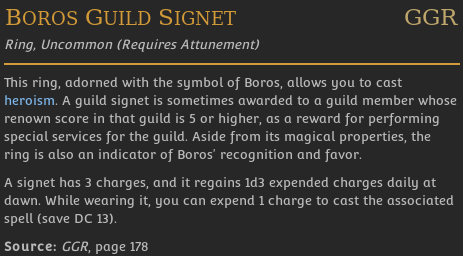 Boros Guild Signet GGR
Ring, Uncommon (Requires Attunement)
This ring, adorned with the symbol of Boros, allows you to cast
heroism. A guild signet is sometimes awarded to a guild member whose
renown score in that guild is 5 or higher, as a reward for performing
special services for the guild. Aside from its magical properties, the
ring is also an indicator of Boros' recognition and favor.
A signet has 3 charges, and it regains 1d3 expended charges daily at
dawn. While wearing it, you can expend 1 charge to cast the associated
spell (save DC 13).
Source: GGR, page 178